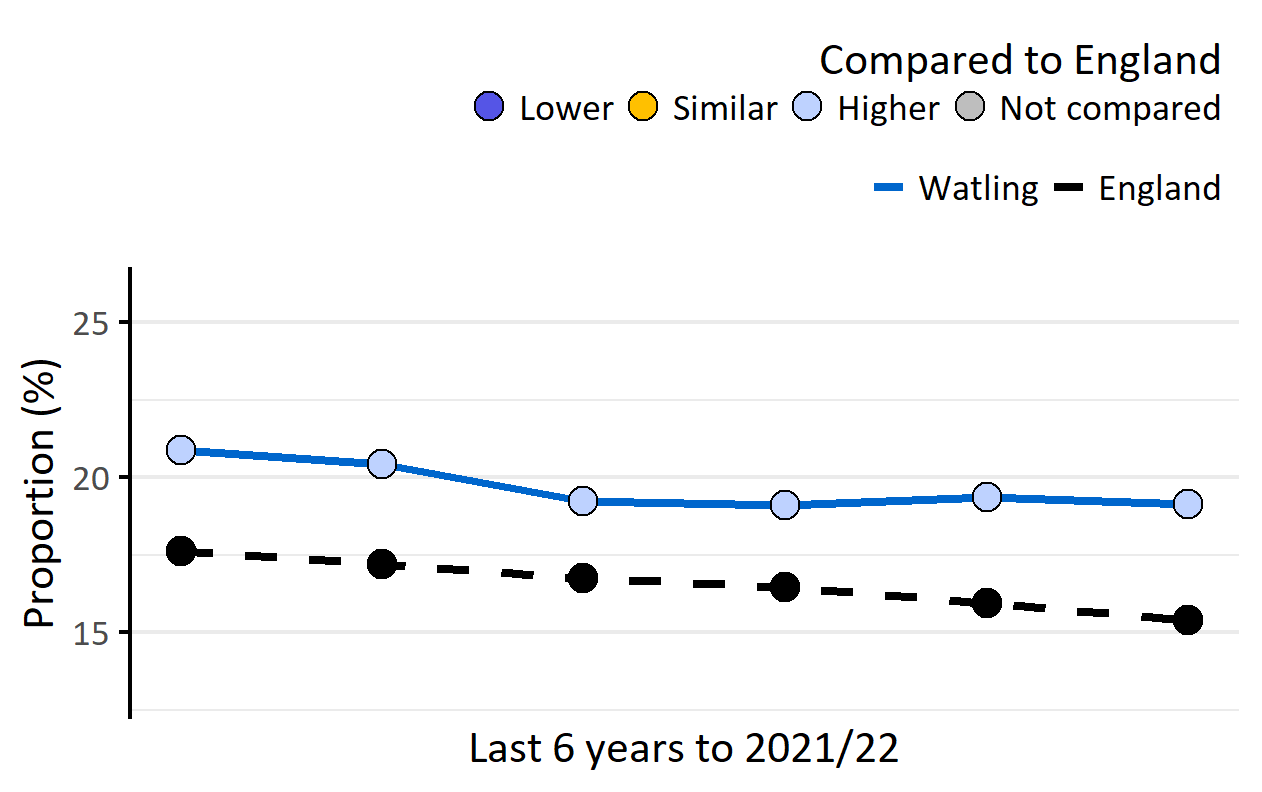 Compared to England
Lower Similar Higher Not compared
Watling England
25
20
15
Proportion (%)
Last 6 years to 2021/22